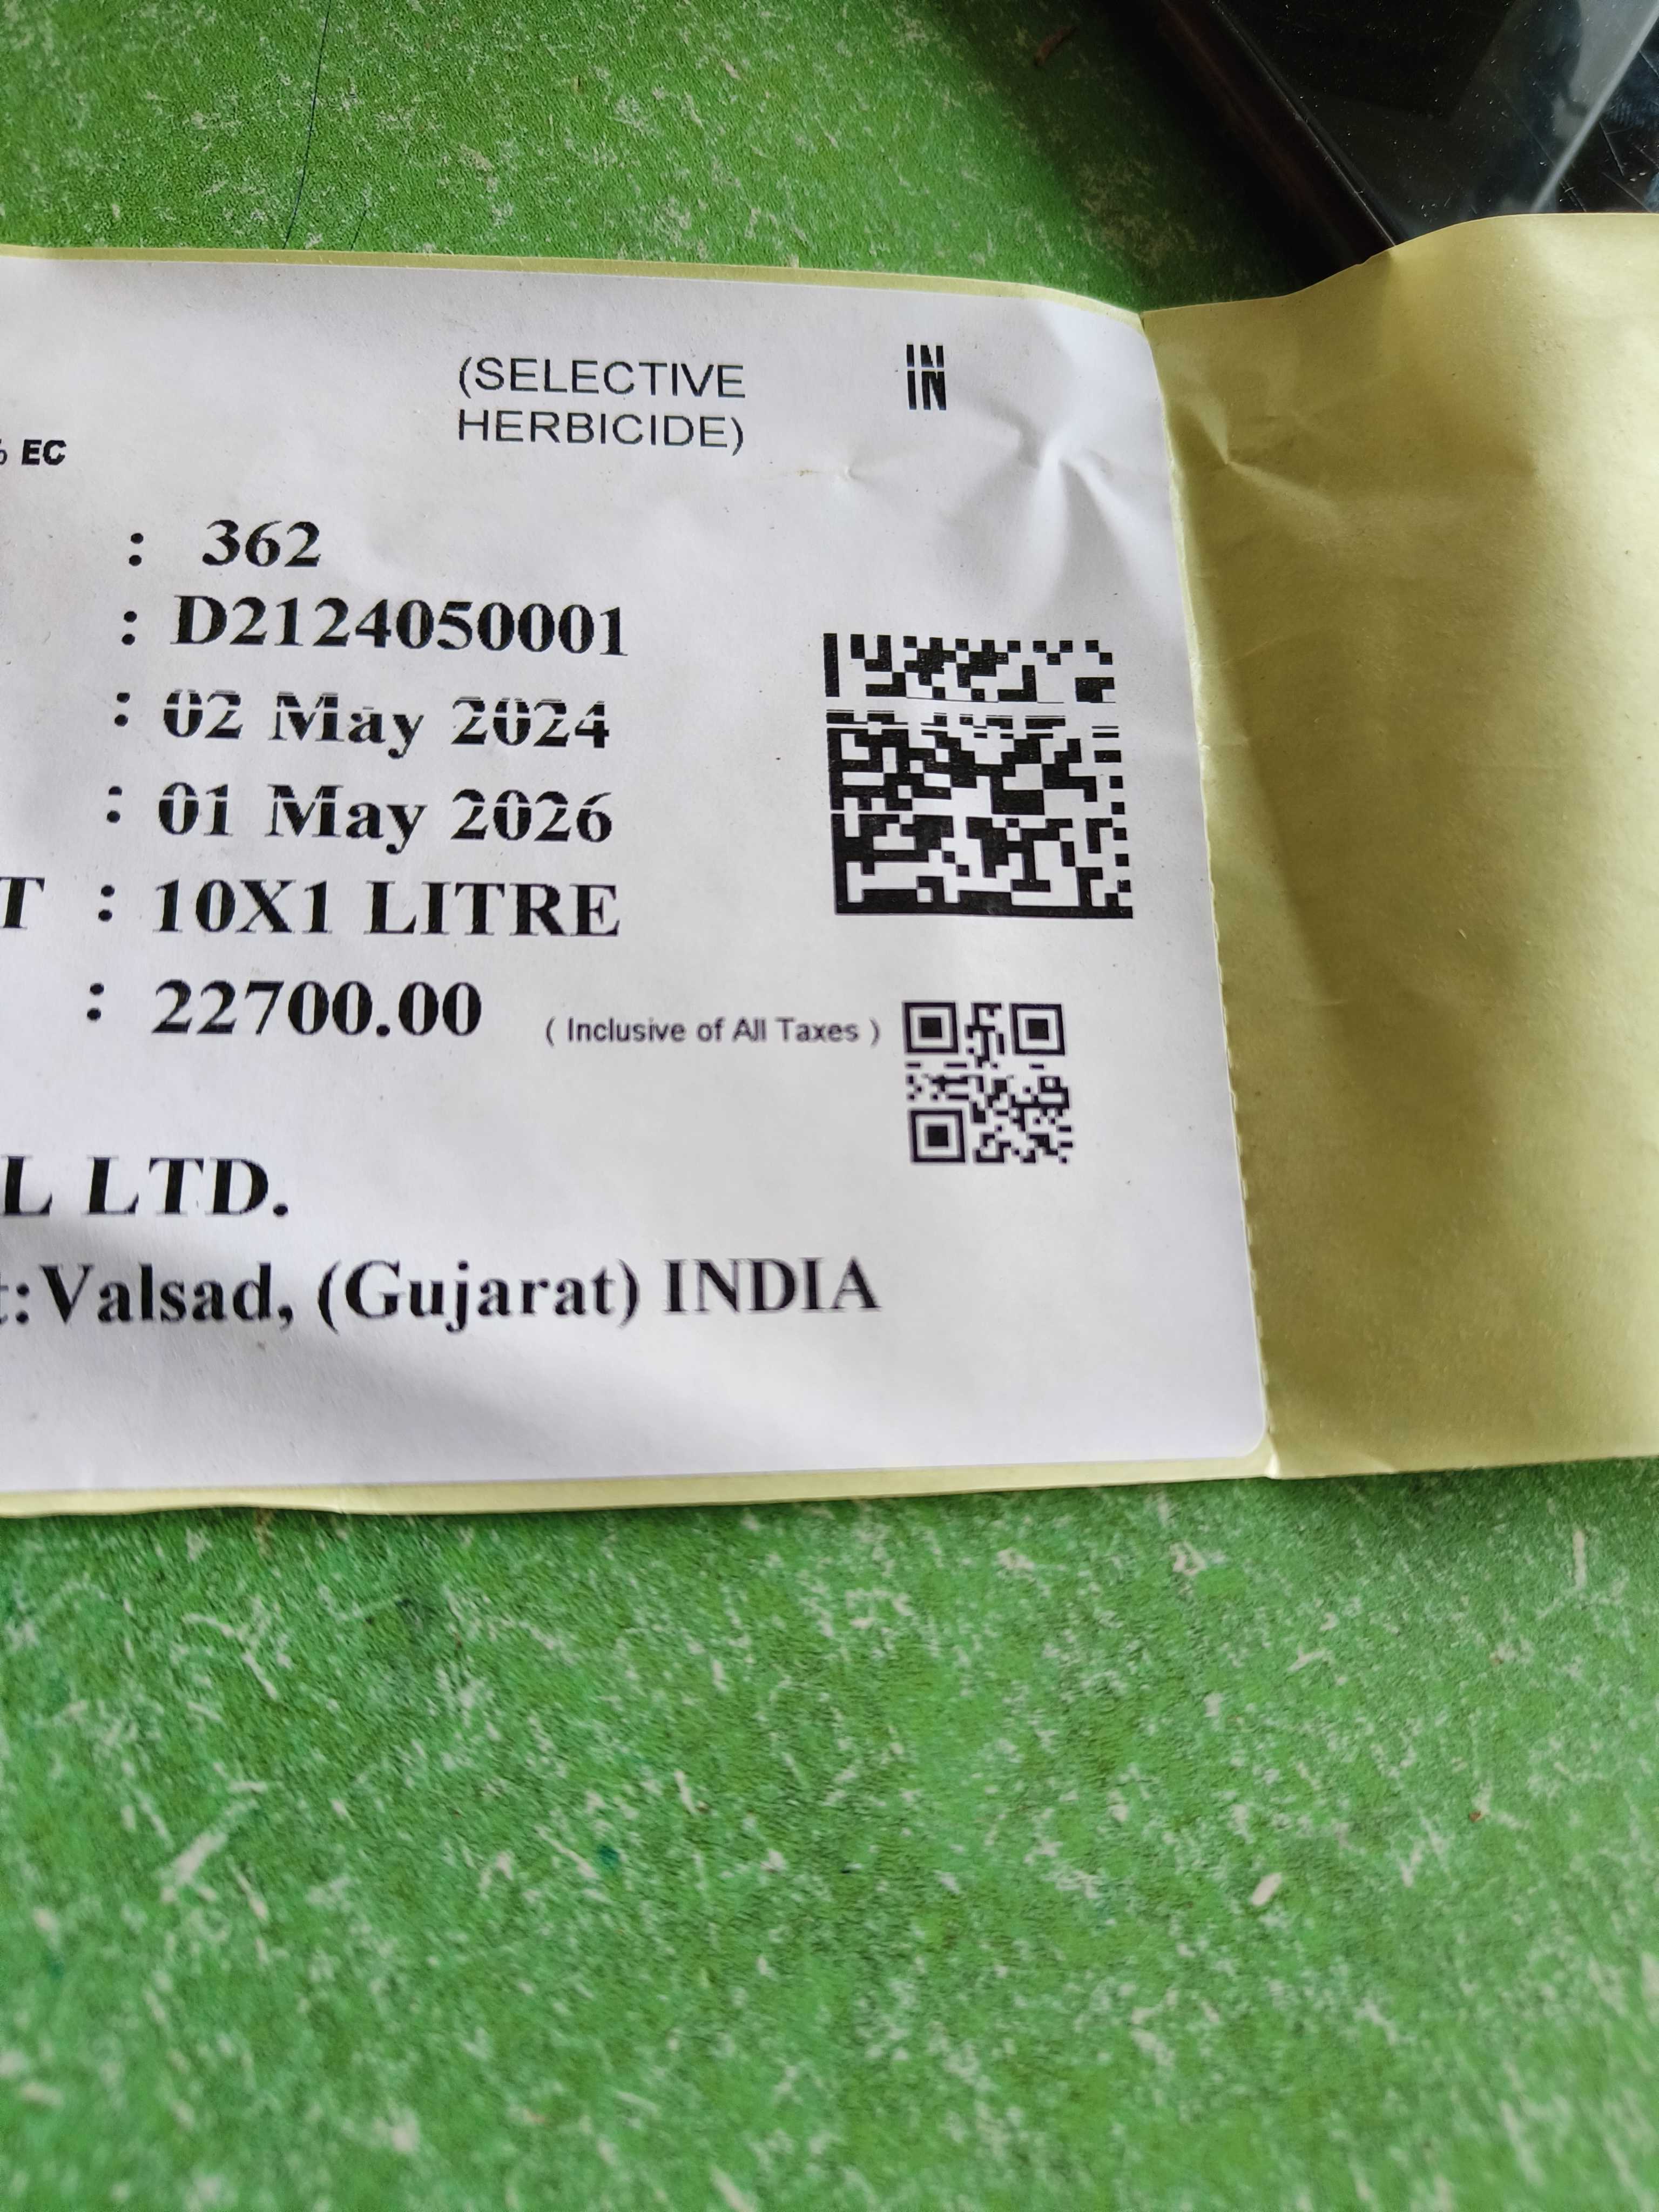 (SELECTIVE
HERBICIDE)
IN
% EC
: 362
: D2124050001
: 02 May 2024
: 01 May 2026
T : 10X1 LITRE
: 22700.00 ( Inclusive of All Taxes )
L LTD.
t:Valsad, (Gujarat) INDIA